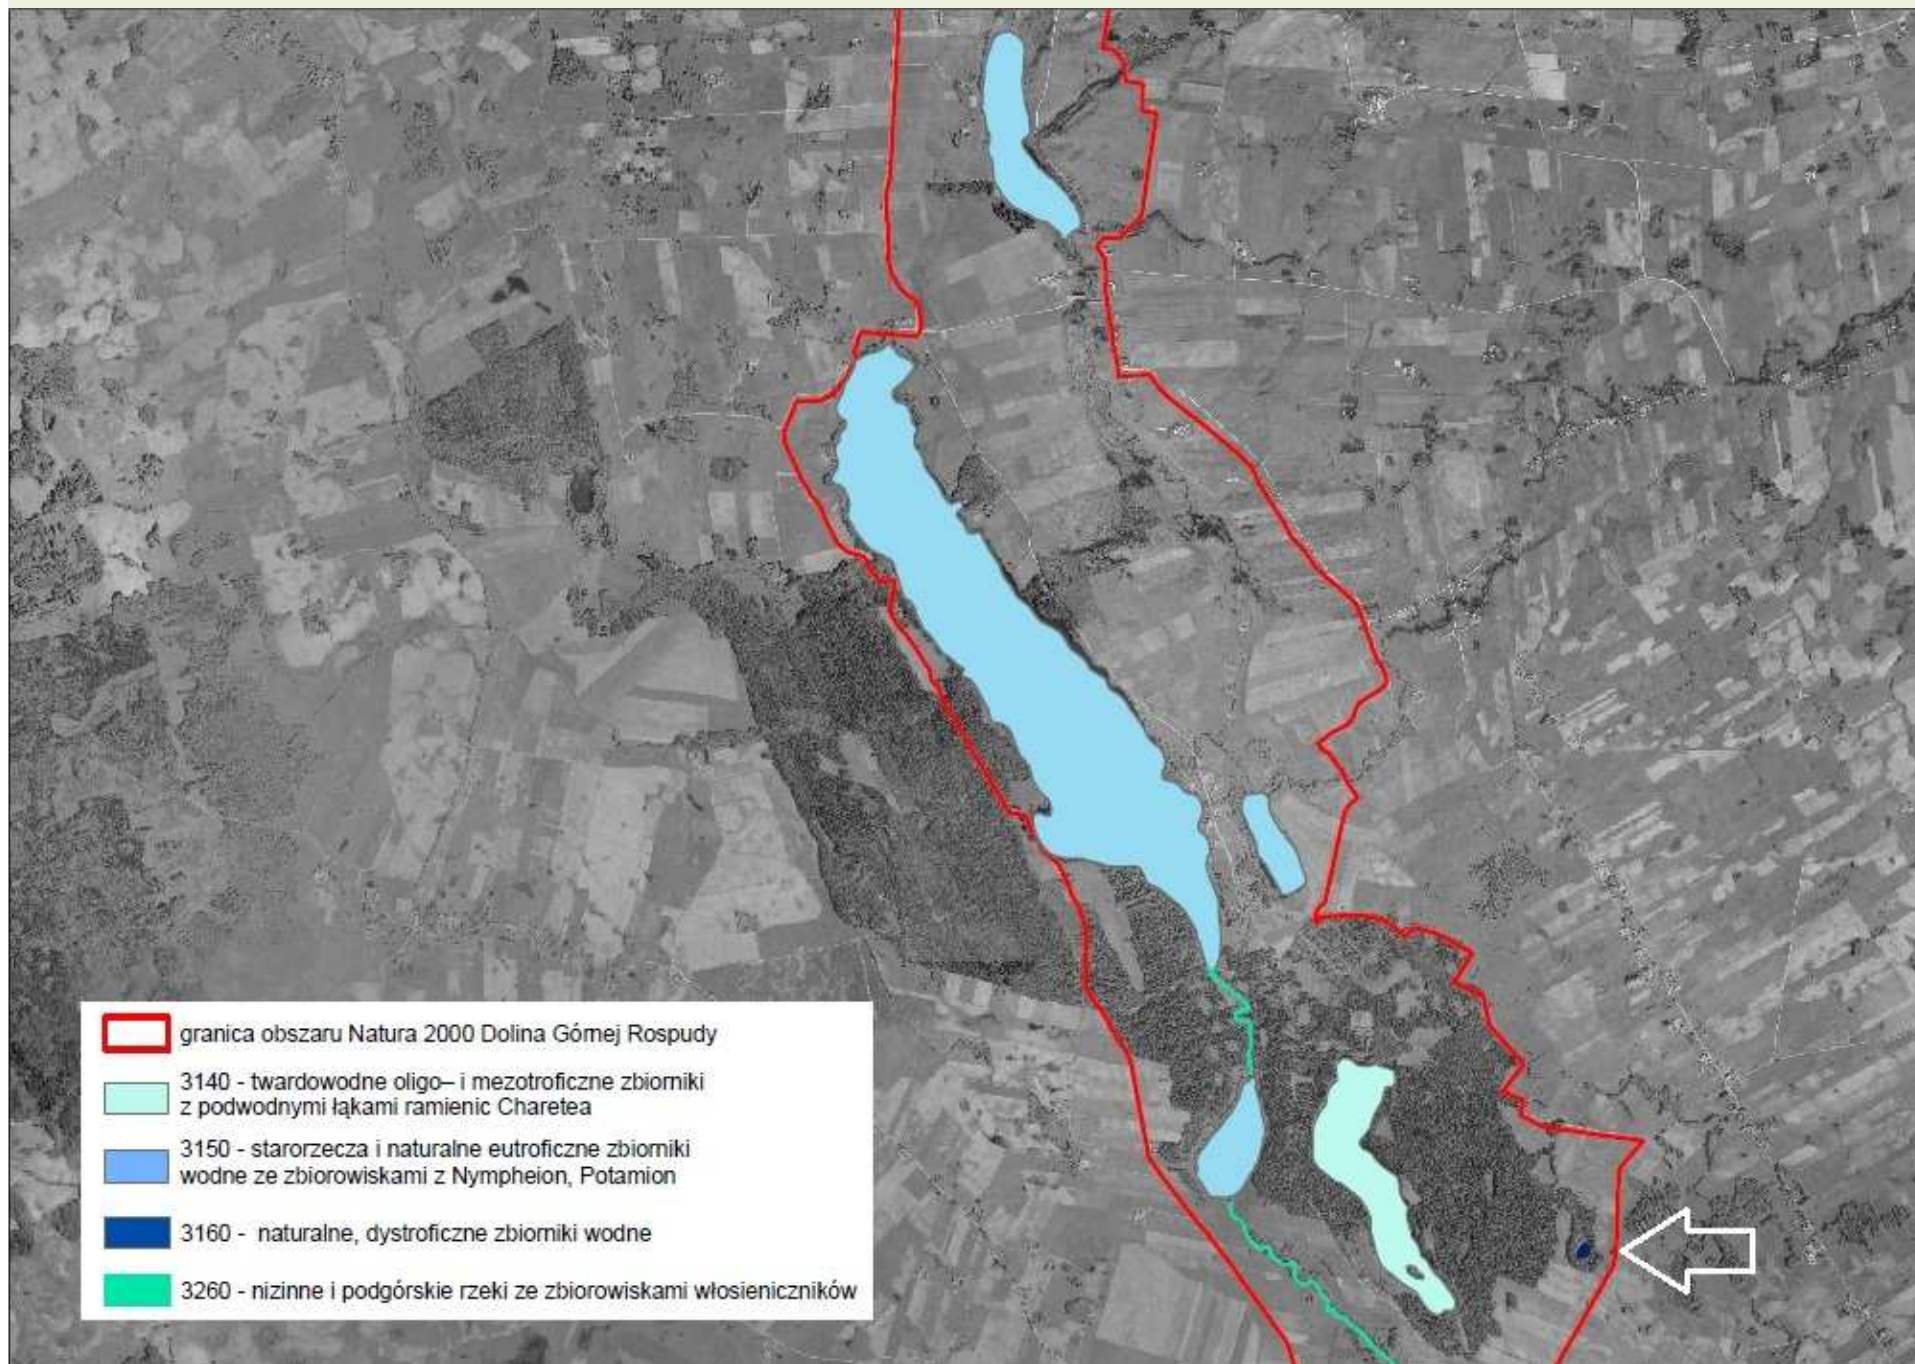 granica obszaru Natura 2000 Dolina Górnej Rospudy
3140 - twardowodne oligo– i mezotroficzne zbiorniki
z podwodnymi łąkami ramienic Charetea
3150 - starorzecza i naturalne eutroficzne zbiorniki
wodne ze zbiorowiskami z Nympheion, Potamion
3160 - naturalne, dystroficzne zbiorniki wodne
3260 - nizinne i podgórskie rzeki ze zbiorowiskami włosieniczników